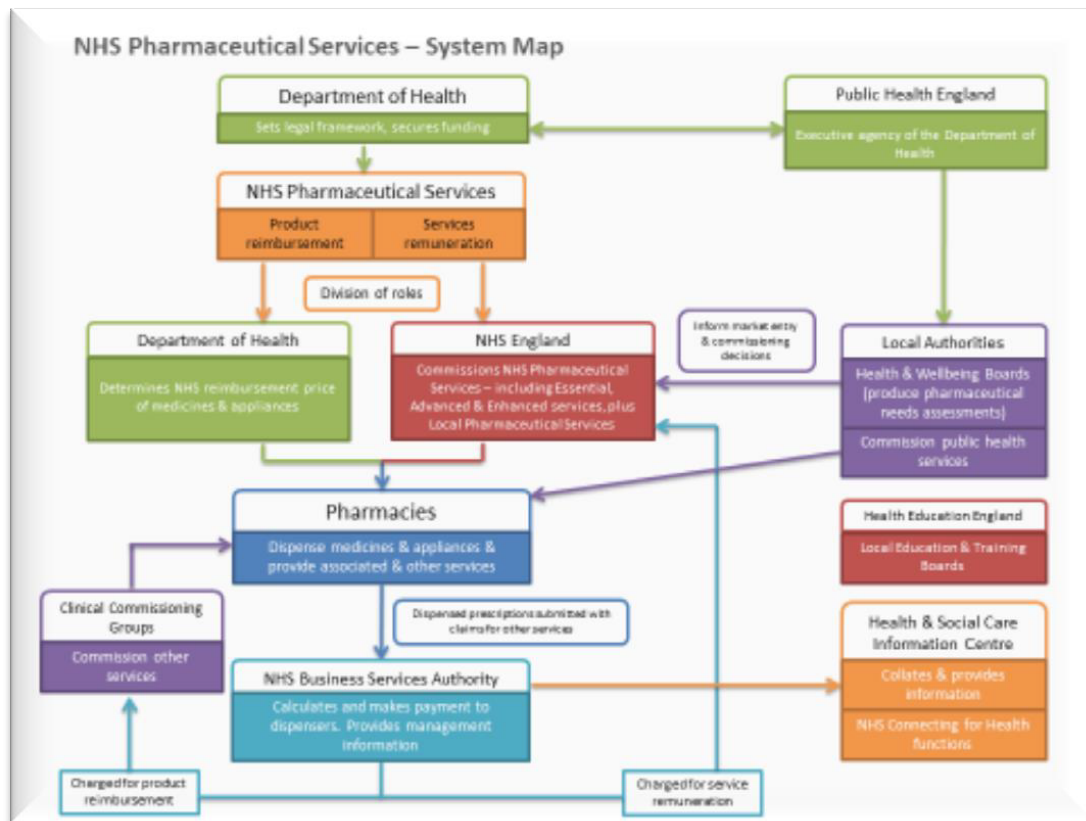 NHS Pharmaceutical Services – System Map
Department of Health
Sets legal framework, secures funding
Public Health England
Executive agency of the Department of
Health
NHS Pharmaceutical Services
Product
reimbursement
Services
remuneration
Division of roles
Department of Health
Determines NHS reimbursement price
of medicines & appliances
NHS England
Commissions NHS Pharmaceutical
Services – including Essential,
Advanced & Enhanced services, plus
Local Pharmaceutical Services
Inform market entry
& commissioning
decisions
Local Authorities
Health & Wellbeing Boards
(produce pharmaceutical
needs assessments)
Commission public health
services
Pharmacies
Dispense medicines & appliances &
provide associated & other services
Health Education England
Local Education & Training
Boards
Clinical Commissioning
Groups
Commission other
services
Dispensed prescriptions submitted with
claims for other services
NHS Business Services Authority
Calculates and makes payment to
dispensers. Provides management
information
Health & Social Care
Information Centre
Collates & provides
information
NHS Connecting for Health
functions
Charged for product
reimbursement
Charged for service
remuneration